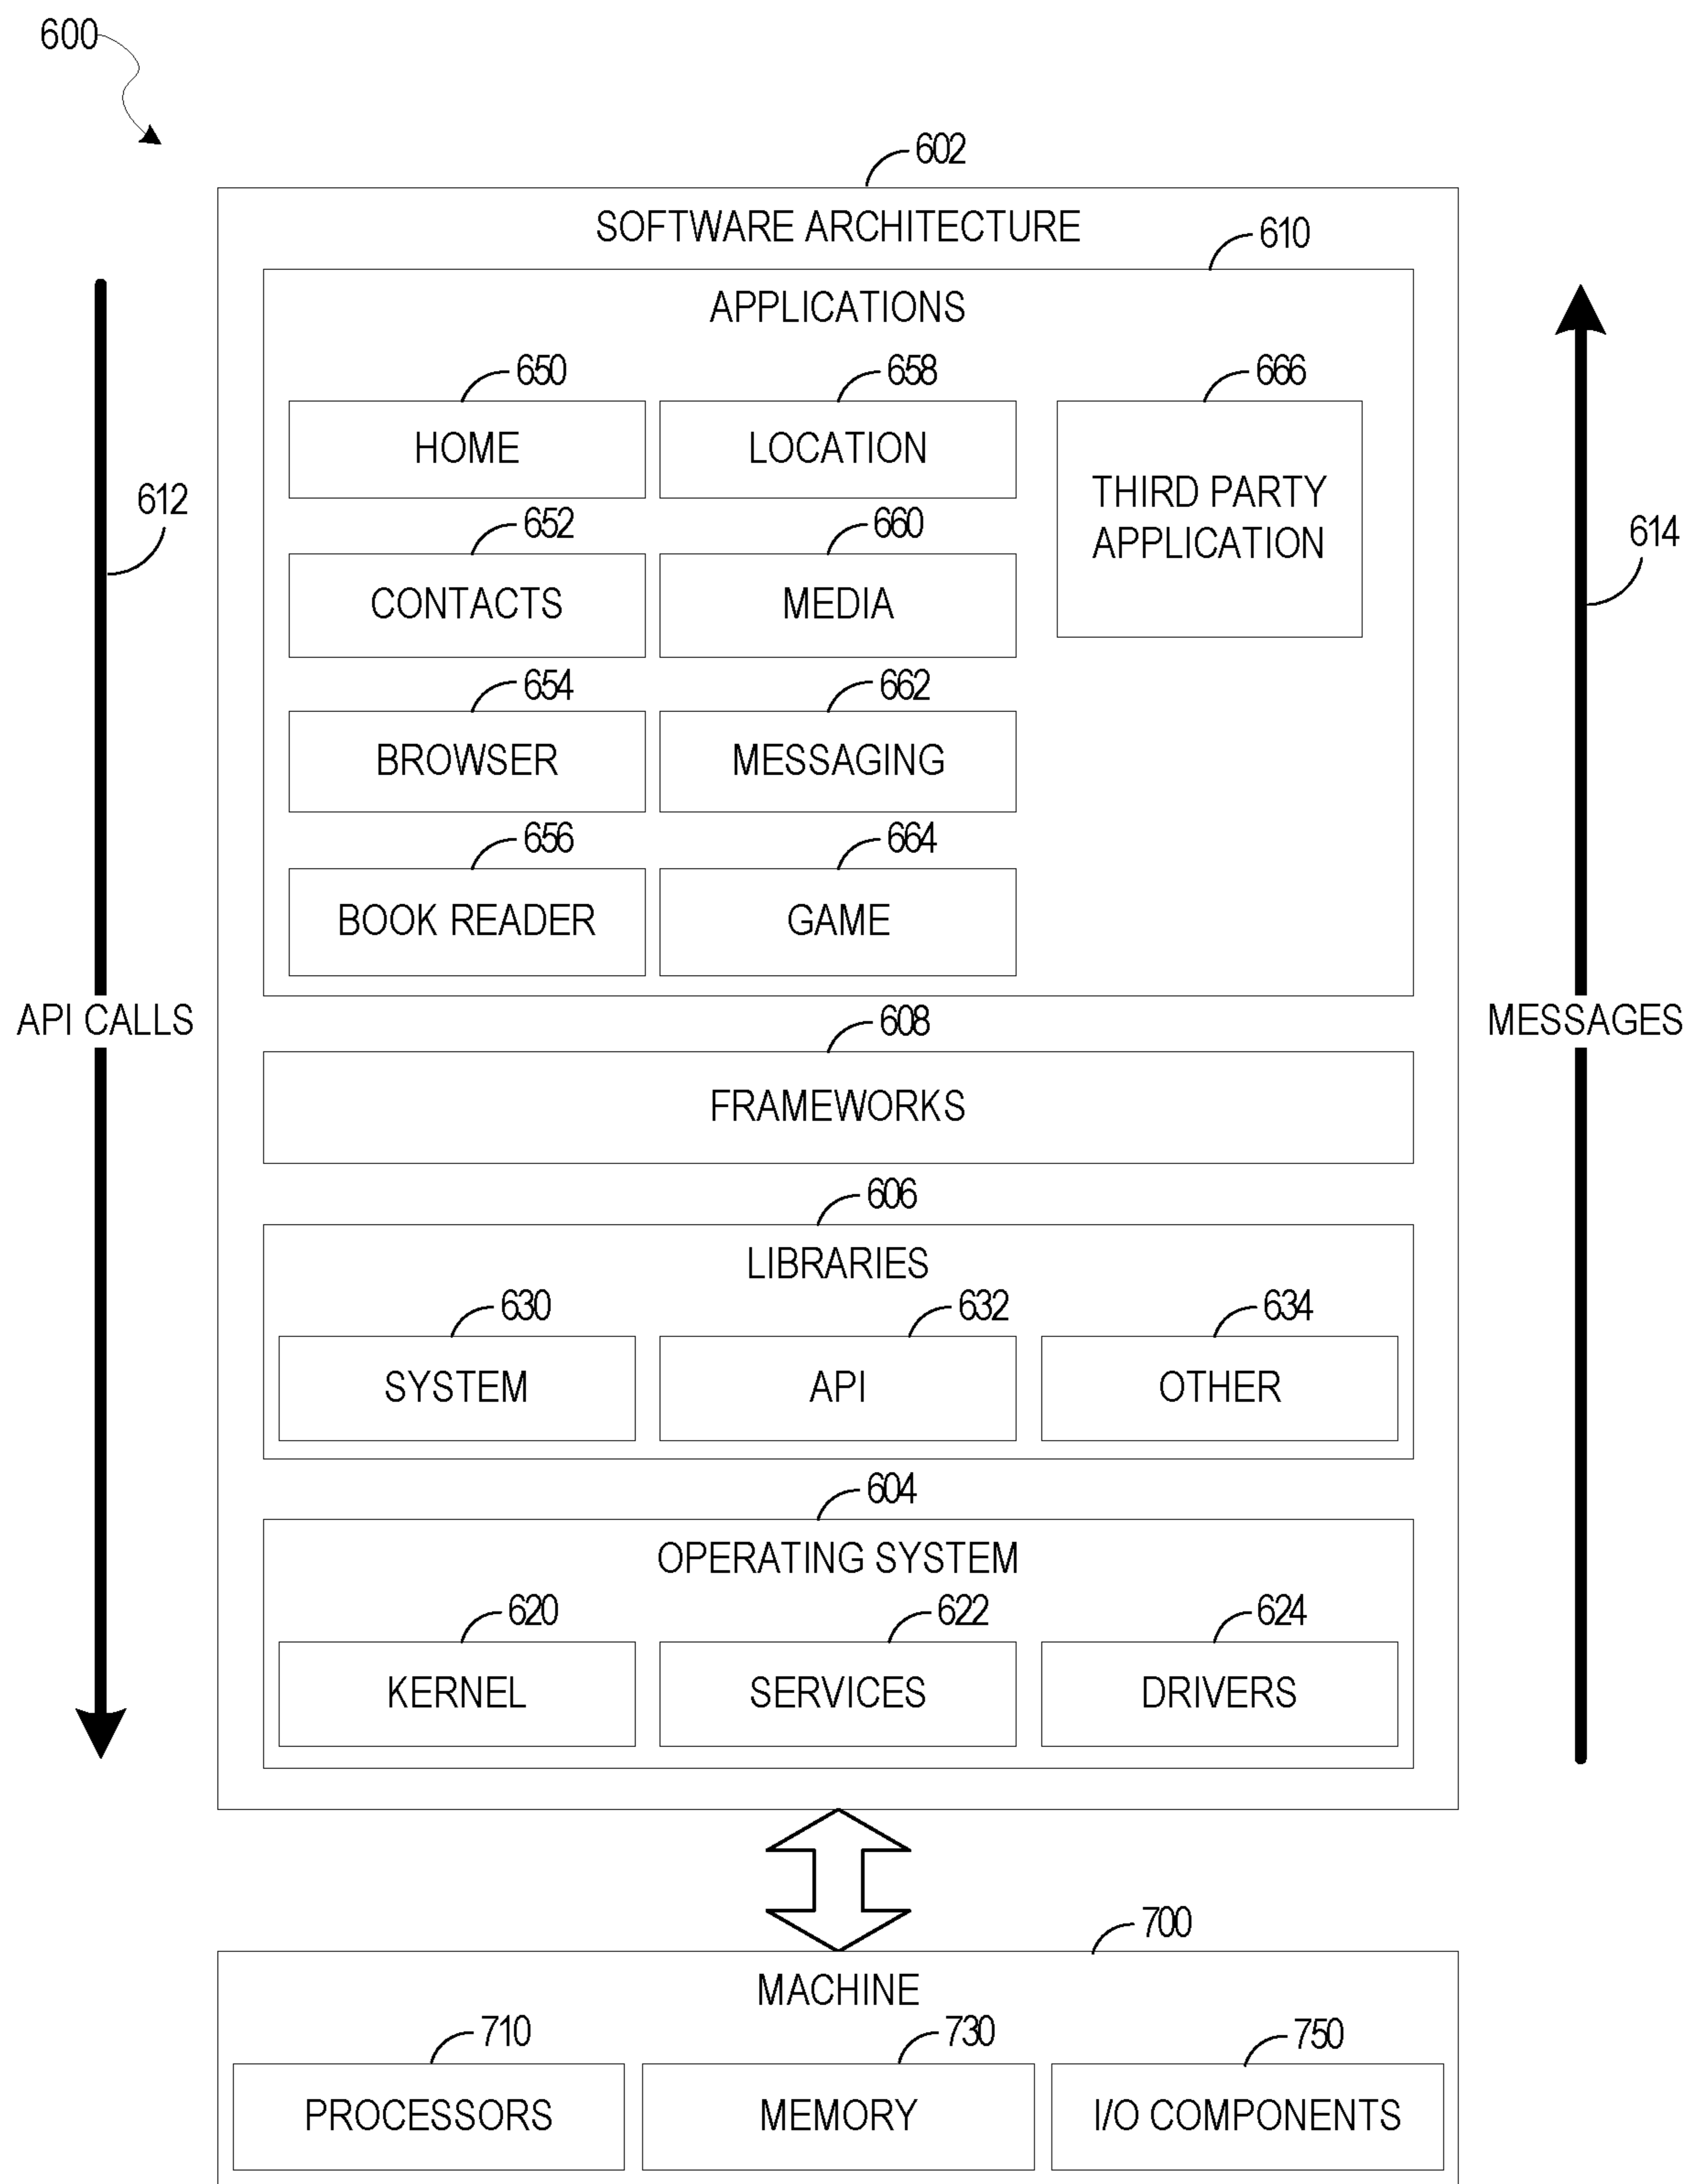 600
602
SOFTWARE ARCHITECTURE
610
APPLICATIONS
650
658
666
HOME
LOCATION
THIRD PARTY
APPLICATION
612
614
652
660
CONTACTS
MEDIA
654
662
BROWSER
MESSAGING
656
664
BOOK READER
GAME
API CALLS
MESSAGES
608
FRAMEWORKS
606
LIBRARIES
630
632
634
SYSTEM
API
OTHER
604
OPERATING SYSTEM
620
622
624
KERNEL
SERVICES
DRIVERS
700
MACHINE
710
730
750
PROCESSORS
MEMORY
I/O COMPONENTS